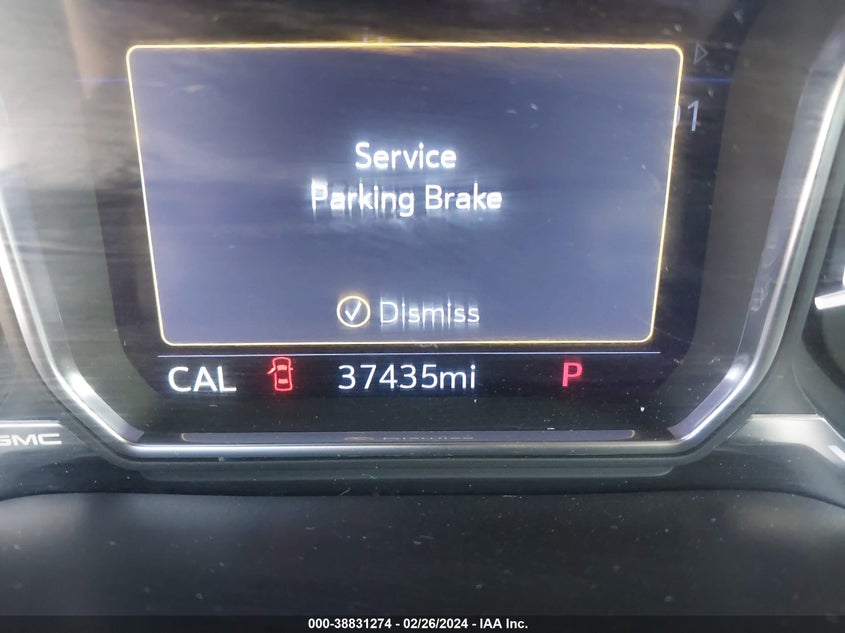 Service
Parking Brake
Dismiss
CAL 37435mi P
GMC
000-38831274 - 02/26/2024 - IAA Inc.